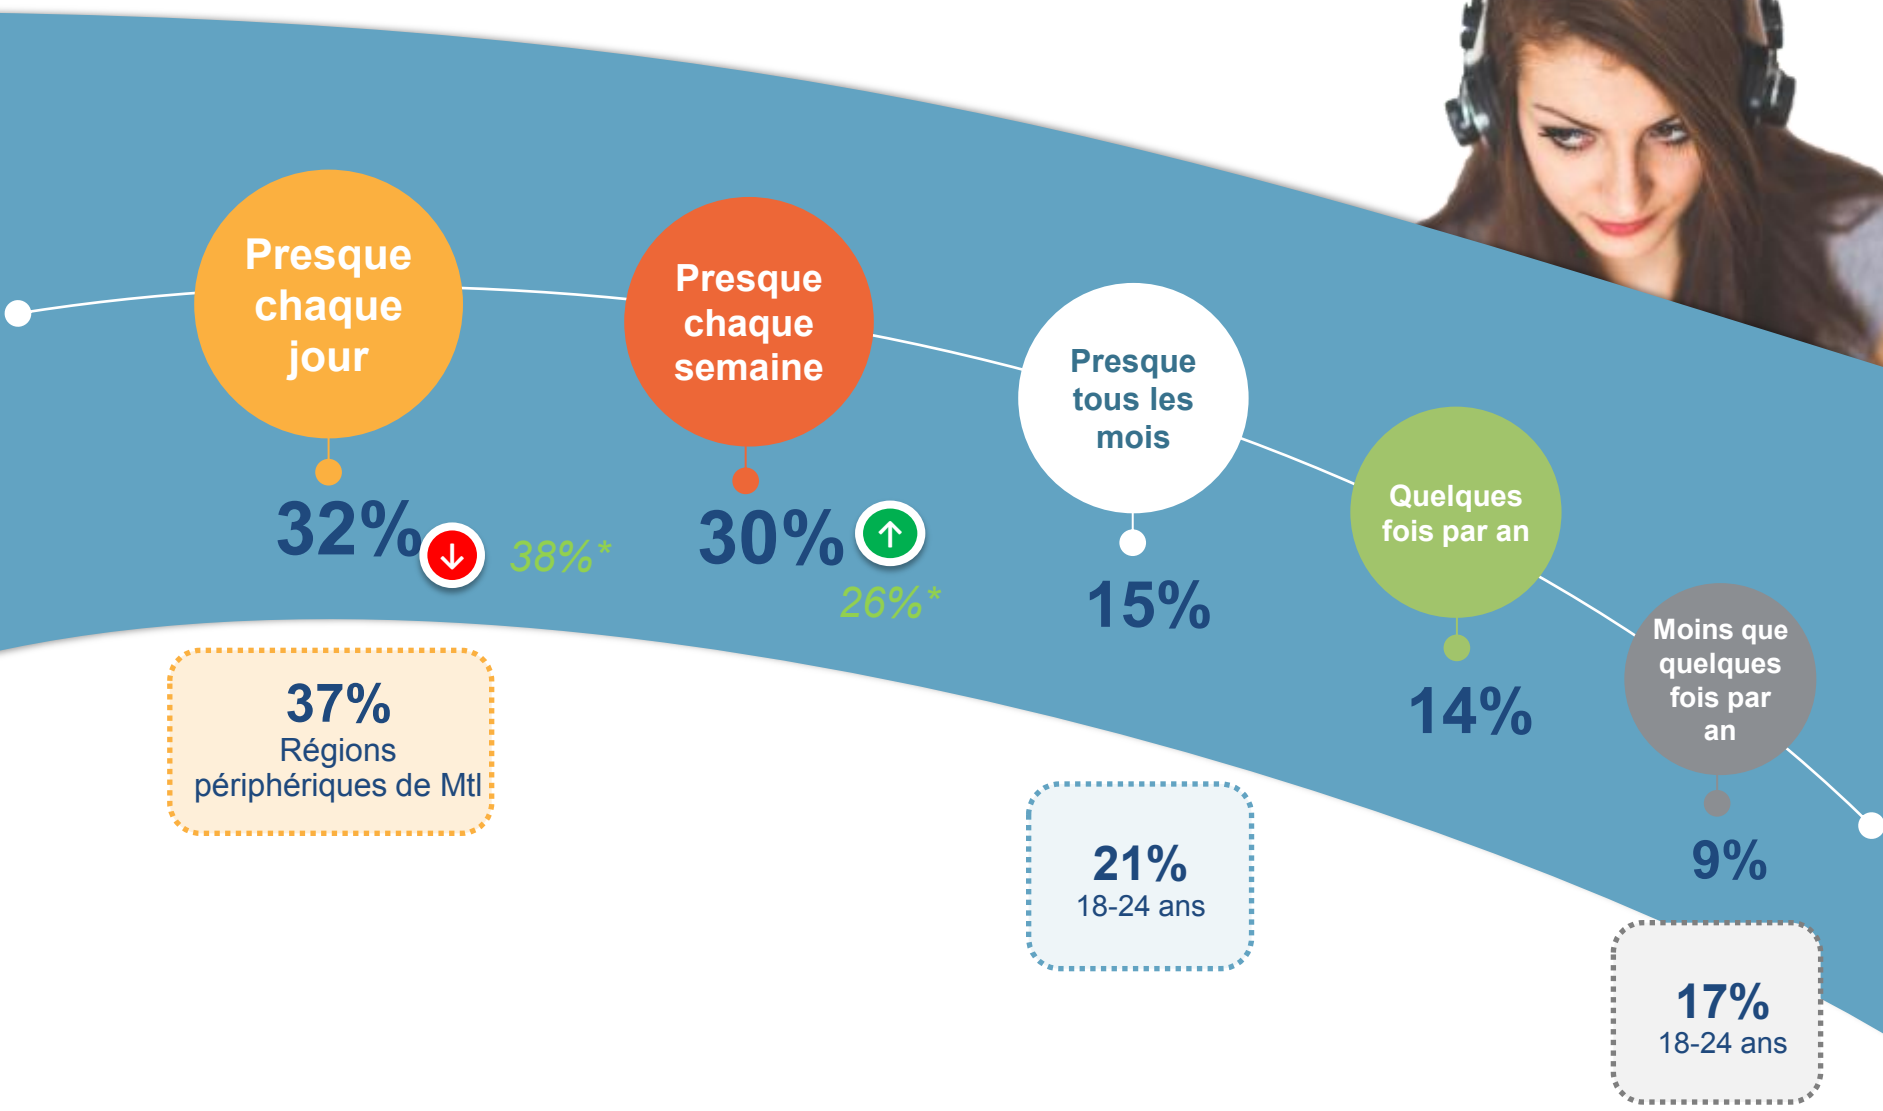 Presque
chaque
jour
32%
38%*
37%
Régions
périphériques de Mtl
Presque
chaque
semaine
30%
26%*
Presque
tous les
mois
15%
21%
18-24 ans
Quelques
fois par an
14%
Moins que
quelques
fois par
an
9%
17%
18-24 ans